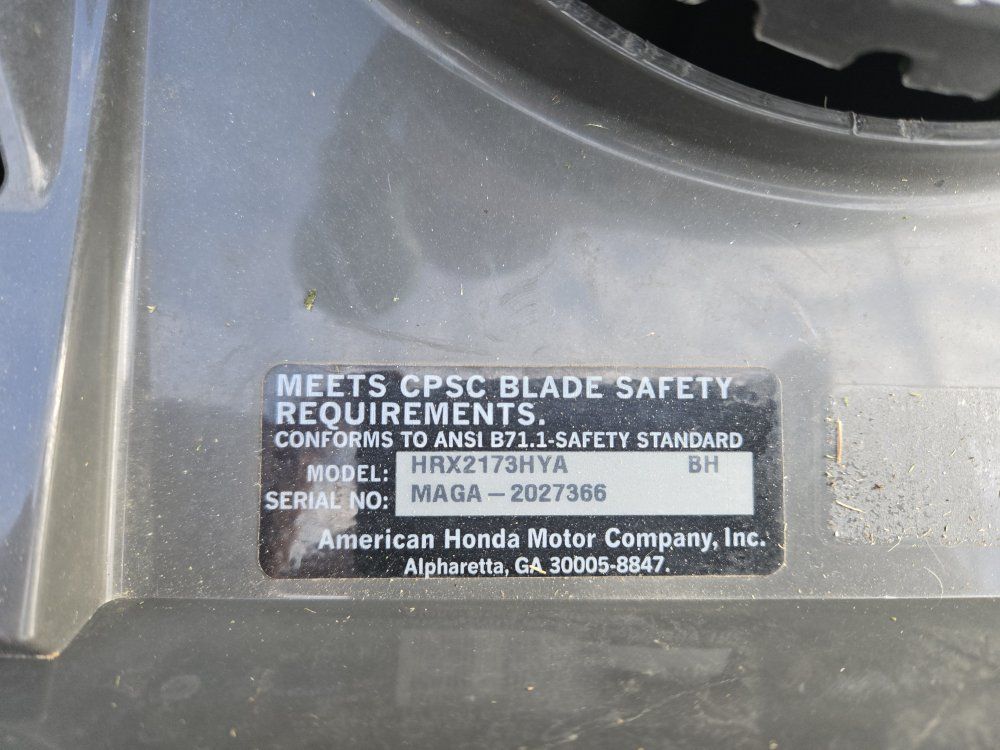 MEETS CPSC BLADE SAFETY
REQUIREMENTS.
CONFORMS TO ANSI B71.1-SAFETY STANDARD
MODEL: HRX2173HYA BH
SERIAL NO: MAGA – 2027366
American Honda Motor Company, Inc.
Alpharetta, GA 30005-8847.